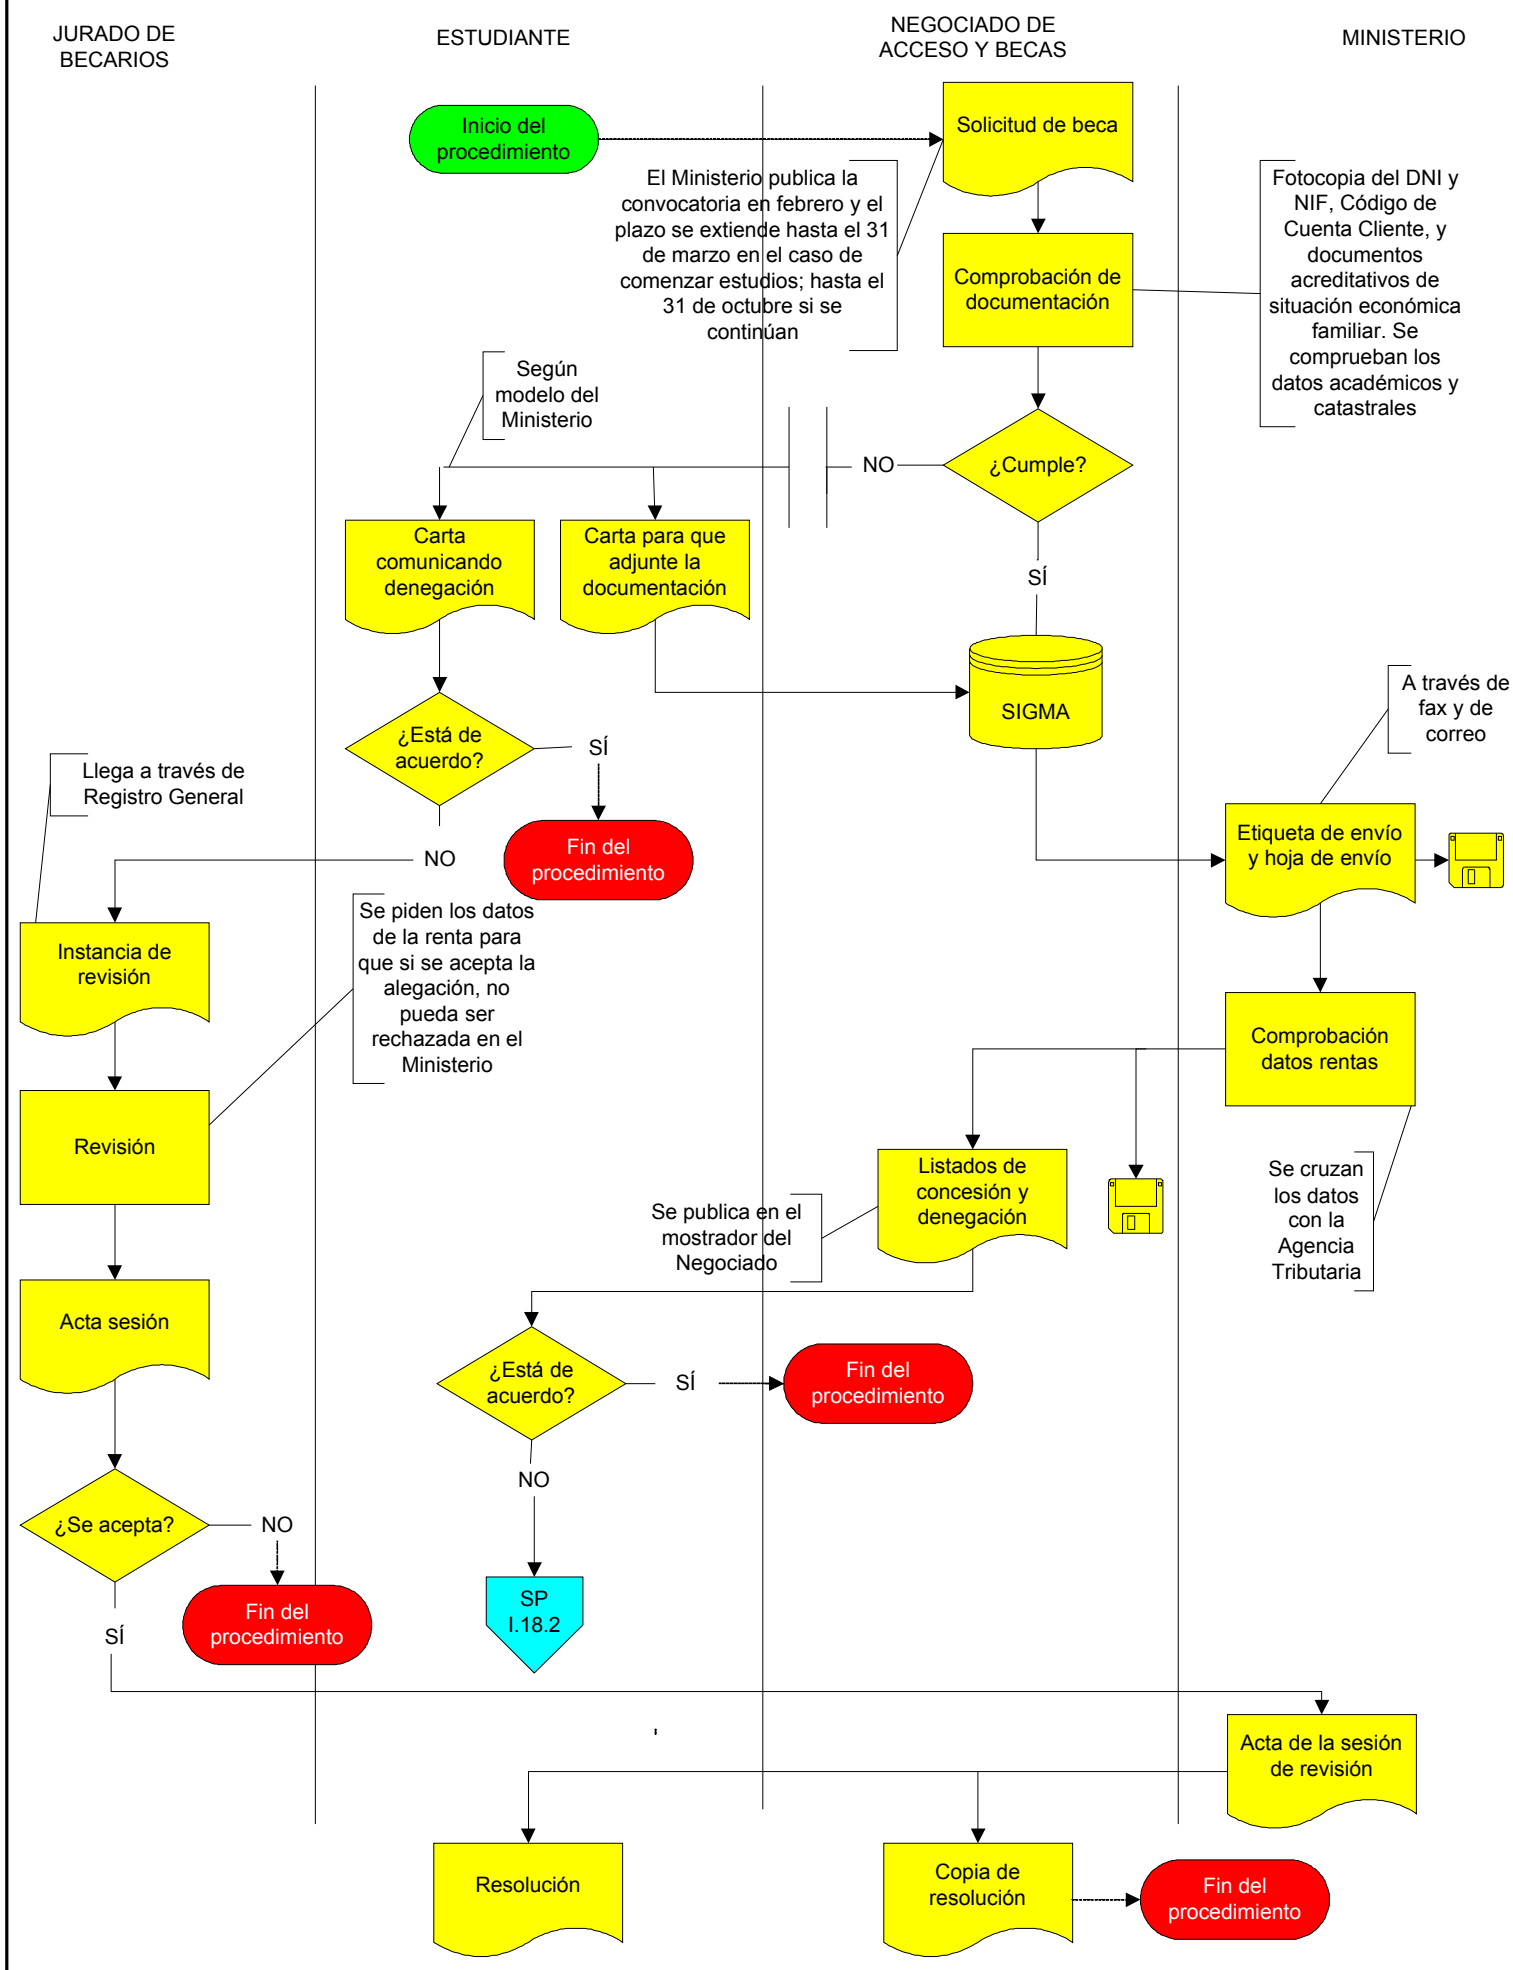 JURADO DE
BECARIOS
ESTUDIANTE
NEGOCIADO DE
ACCESO Y BECAS
MINISTERIO
Inicio del
procedimiento
Solicitud de beca
El Ministerio publica la
convocatoria en febrero y el
plazo se extiende hasta el 31
de marzo en el caso de
comenzar estudios; hasta el
31 de octubre si se
continúan
Fotocopia del DNI y
NIF, Código de
Cuenta Cliente, y
documentos
acreditativos de
situación económica
familiar. Se
comprueban los
datos académicos y
catastrales
Comprobación de
documentación
Según
modelo del
Ministerio
¿Cumple?
NO
SÍ
Carta
comunicando
denegación
Carta para que
adjunte la
documentación
SIGMA
A través de
fax y de
correo
¿Está de
acuerdo?
SÍ
Fin del
procedimiento
NO
Llega a través de
Registro General
Etiqueta de envío
y hoja de envío
Instancia de
revisión
Se piden los datos
de la renta para
que si se acepta la
alegación, no
pueda ser
rechazada en el
Ministerio
Comprobación
datos rentas
Revisión
Listados de
concesión y
denegación
Se publica en el
mostrador del
Negociado
Se cruzan
los datos
con la
Agencia
Tributaria
Acta sesión
¿Está de
acuerdo?
SÍ
Fin del
procedimiento
NO
¿Se acepta?
NO
Fin del
procedimiento
SÍ
SP
I.18.2
Acta de la sesión
de revisión
Resolución
Copia de
resolución
Fin del
procedimiento